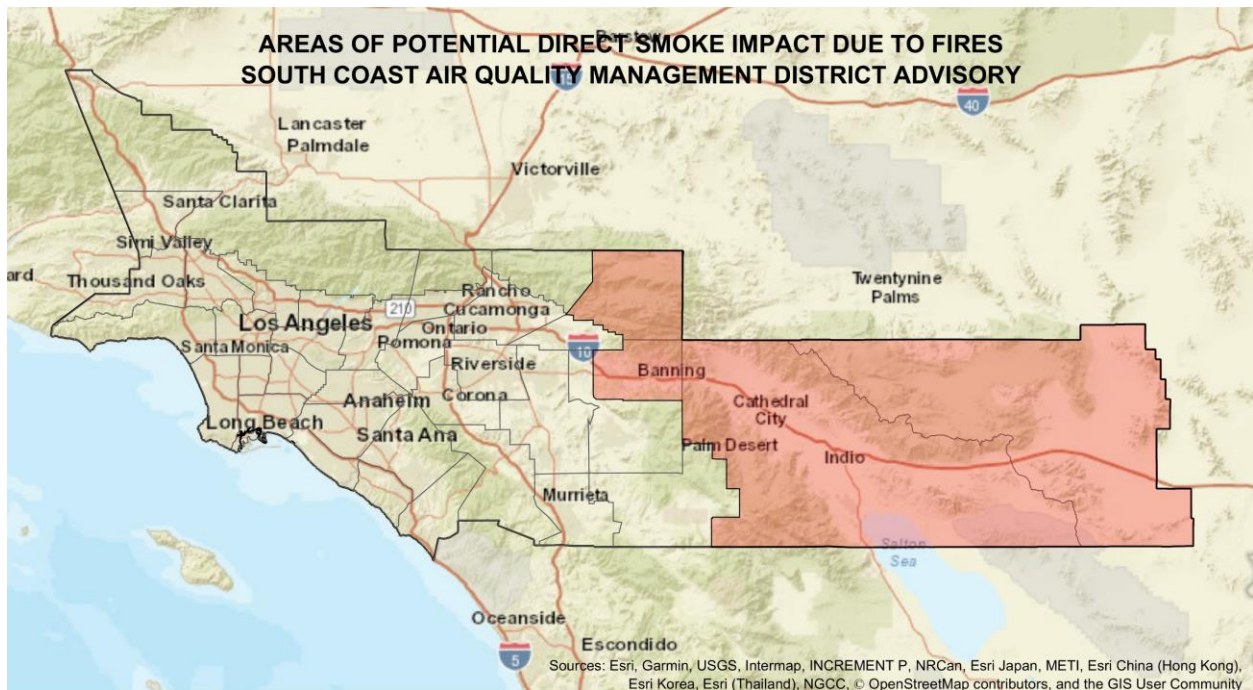 AREAS OF POTENTIAL DIRECT SMOKE IMPACT DUE TO FIRES
SOUTH COAST AIR QUALITY MANAGEMENT DISTRICT ADVISORY
Barstow
15
40
Lancaster
Palmdale
Victorville
Santa Clarita
Simi Valley
ard
Thousand Oaks
Twentynine
Palms
Rancho
Cucamonga
210
Los Angeles
Ontario
Pomona
Santa Monica
10
Riverside
Banning
Anaheim
Corona
Cathedral
City
Long Beach
Santa Ana
Palm Desert
Indio
Murrieta
Salton
Sea
Oceanside
Escondido
5
Sources: Esri, Garmin, USGS, Intermap, INCREMENT P, NRCan, Esri Japan, METI, Esri China (Hong Kong),
Esri Korea, Esri (Thailand), NGCC, © OpenStreetMap contributors, and the GIS User Community